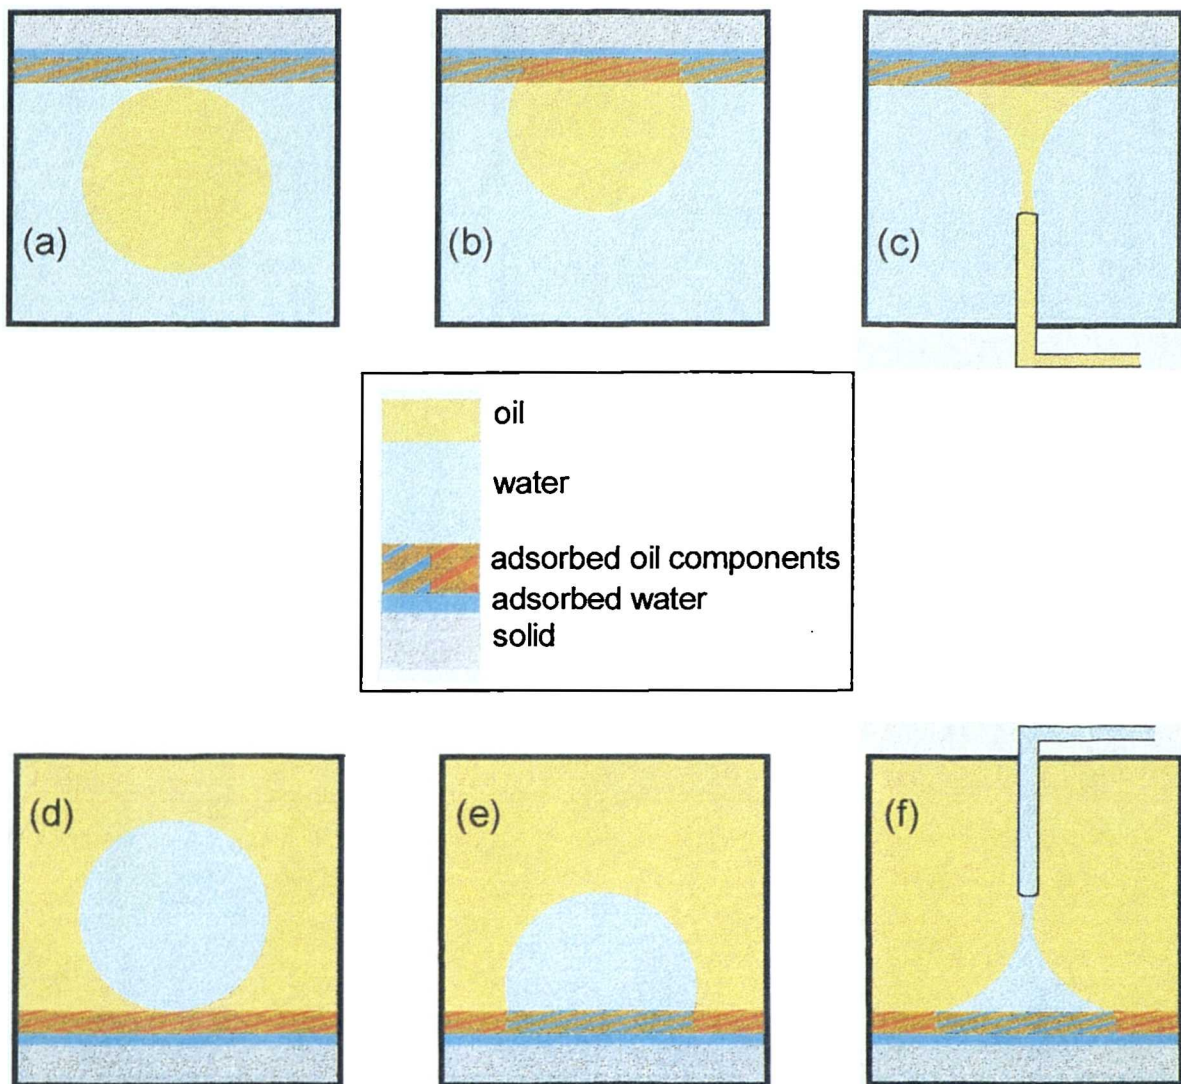 (a)
(b)
(c)
oil
water
adsorbed oil components
adsorbed water
solid
(d)
(e)
(f)